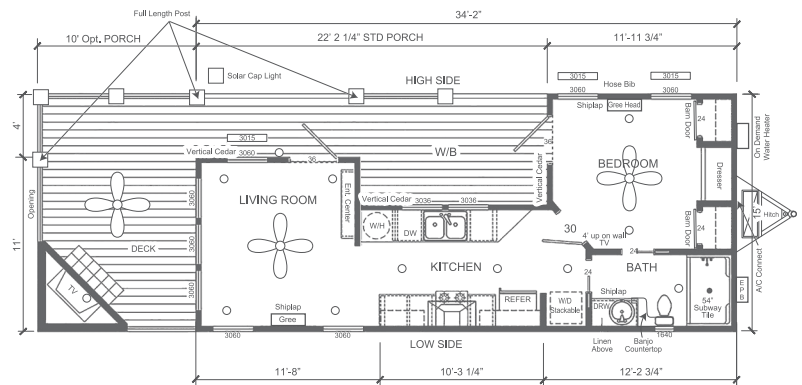 34'-2"
Full Length Post
10' Opt. PORCH
22' 2 1/4" STD PORCH
11'-11 3/4"
Solar Cap Light
HIGH SIDE
3015
Hose Bib
3015
3060
3060
Shiplap
Gree Head
Barn Door
24
On Demand
Water Heater
4'
3015
Vertical Cedar
3060
36
W/B
36
Vertical Cedar
BEDROOM
Dresser
Opening
3060
LIVING ROOM
Ent. Center
Vertical Cedar
3036
3036
W/H
DW
30
4' up on wall
TV
Barn Door
24
15'
Hitch
11'
DECK
3060
KITCHEN
24
24
BATH
A/C Connect
TV
3060
Shiplap
Gree
REFER
W/D
Stackable
Shiplap
DRW
54"
Subway
Tile
EPB
3060
3060
1640
LOW SIDE
Linen
Above
Banjo
Countertop
11'-8"
10'-3 1/4"
12'-2 3/4"